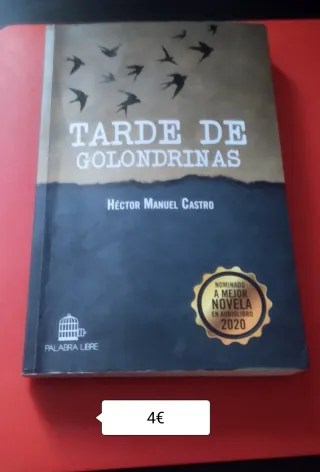 TARDE DE
GOLONDRINAS
HÉCTOR MANUEL CASTRO
NOMINADO
A MEJOR
NOVELA
EN AUDIOLIBRO
2020
PALABRA LIBRE
4€